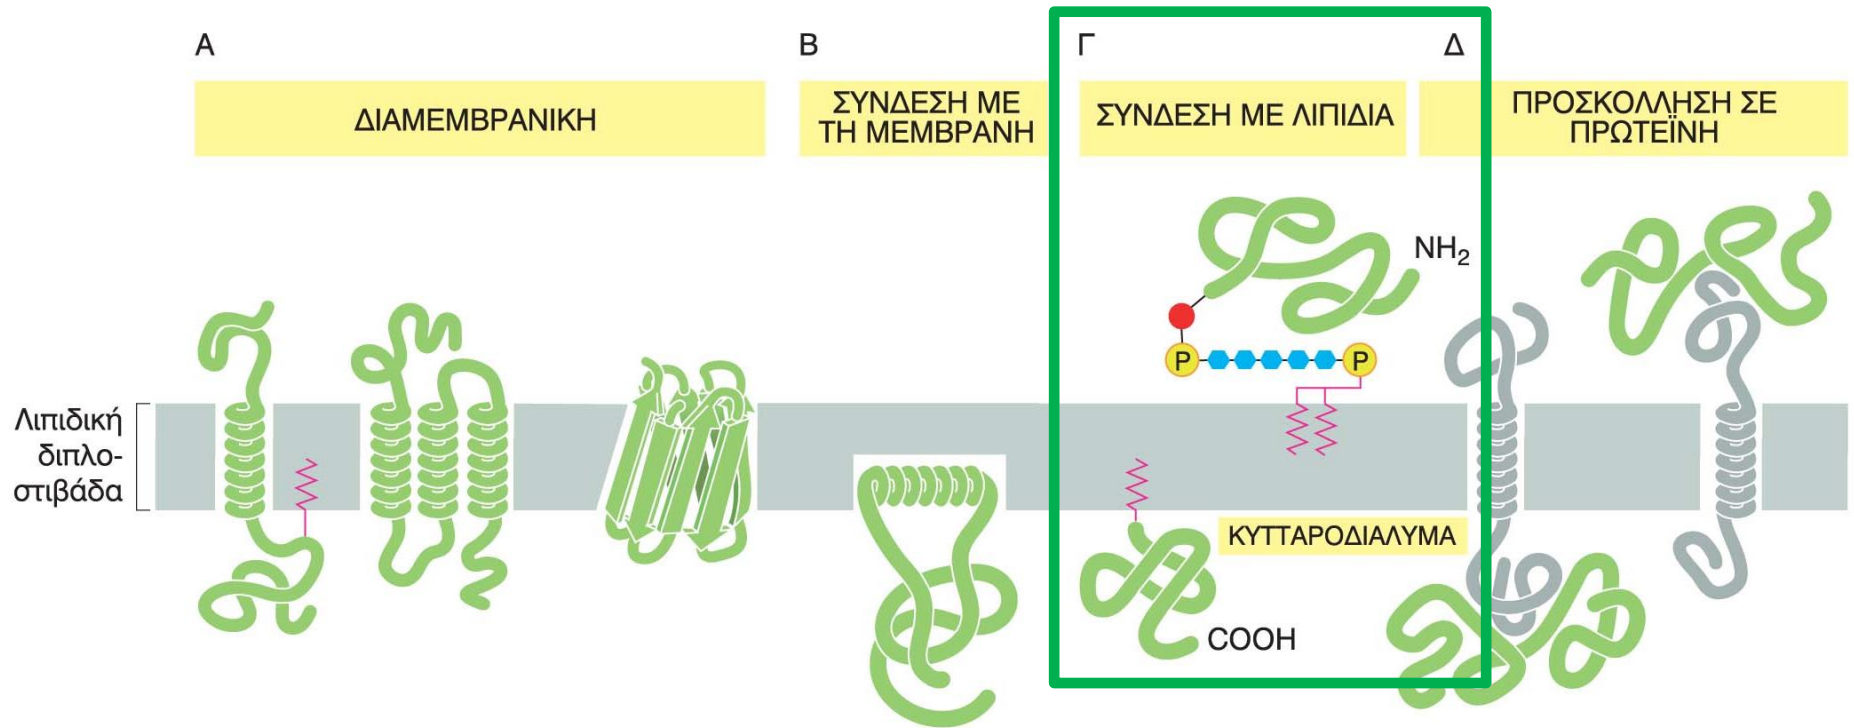 Α
ΔΙΑΜΕΜΒΡΑΝΙΚΗ
Β
ΣΥΝΔΕΣΗ ΜΕ
ΤΗ ΜΕΜΒΡΑΝΗ
Γ
ΣΥΝΔΕΣΗ ΜΕ ΛΙΠΙΔΙΑ
Δ
ΠΡΟΣΚΟΛΛΗΣΗ ΣΕ
ΠΡΩΤΕΪΝΗ
NH₂
P
P
Λιπιδική
διπλο-
στιβάδα
ΚΥΤΤΑΡΟΔΙΑΛΥΜΑ
COOH